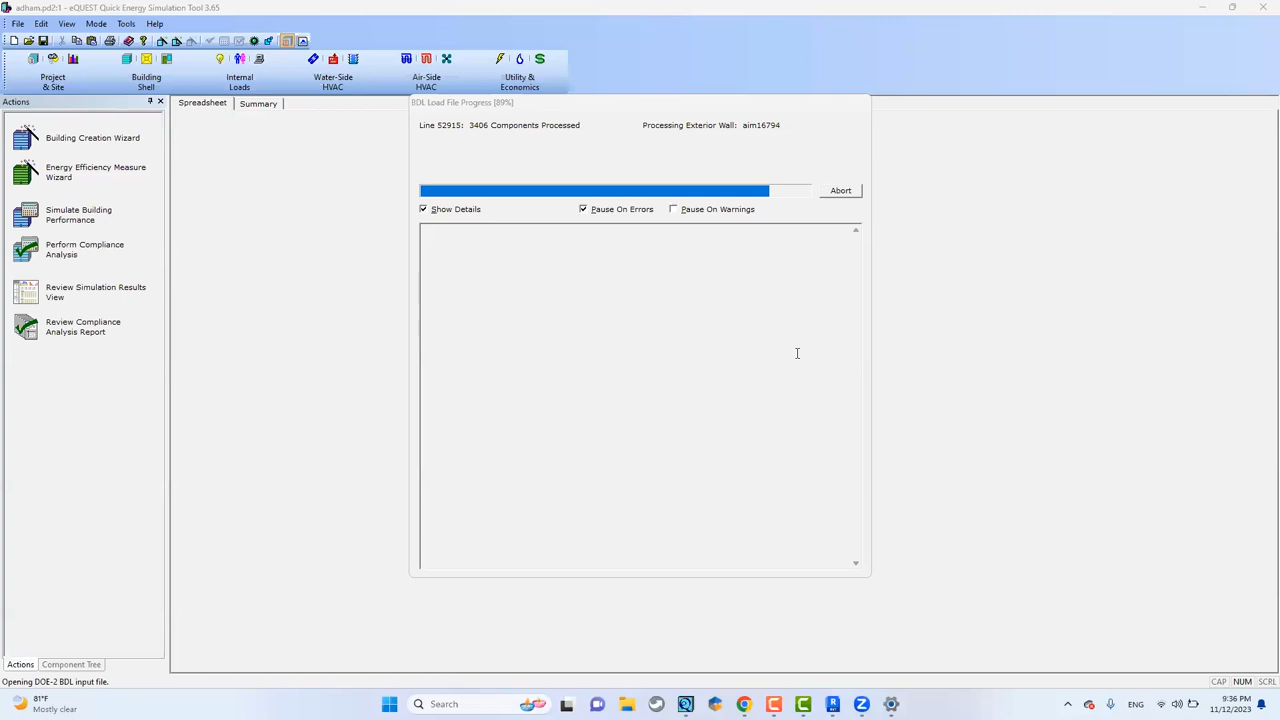 adham.pd2:1 - eQUEST Quick Energy Simulation Tool 3.65
File Edit View Mode Tools Help
Project & Site
Building Shell
Internal Loads
Water-Side HVAC
Air-Side HVAC
Utility & Economics
Actions
Building Creation Wizard
Energy Efficiency Measure Wizard
Simulate Building Performance
Perform Compliance Analysis
Review Simulation Results View
Review Compliance Analysis Report
Spreadsheet Summary
BDL Load File Progress [89%]
Line 52915: 3406 Components Processed Processing Exterior Wall: aim16794
Abort
Show Details Pause On Errors Pause On Warnings
Actions Component Tree
Opening DOE-2 BDL input file.
CAP NUM SCRL
81°F
Mostly clear
Search
9:36 PM
11/12/2023